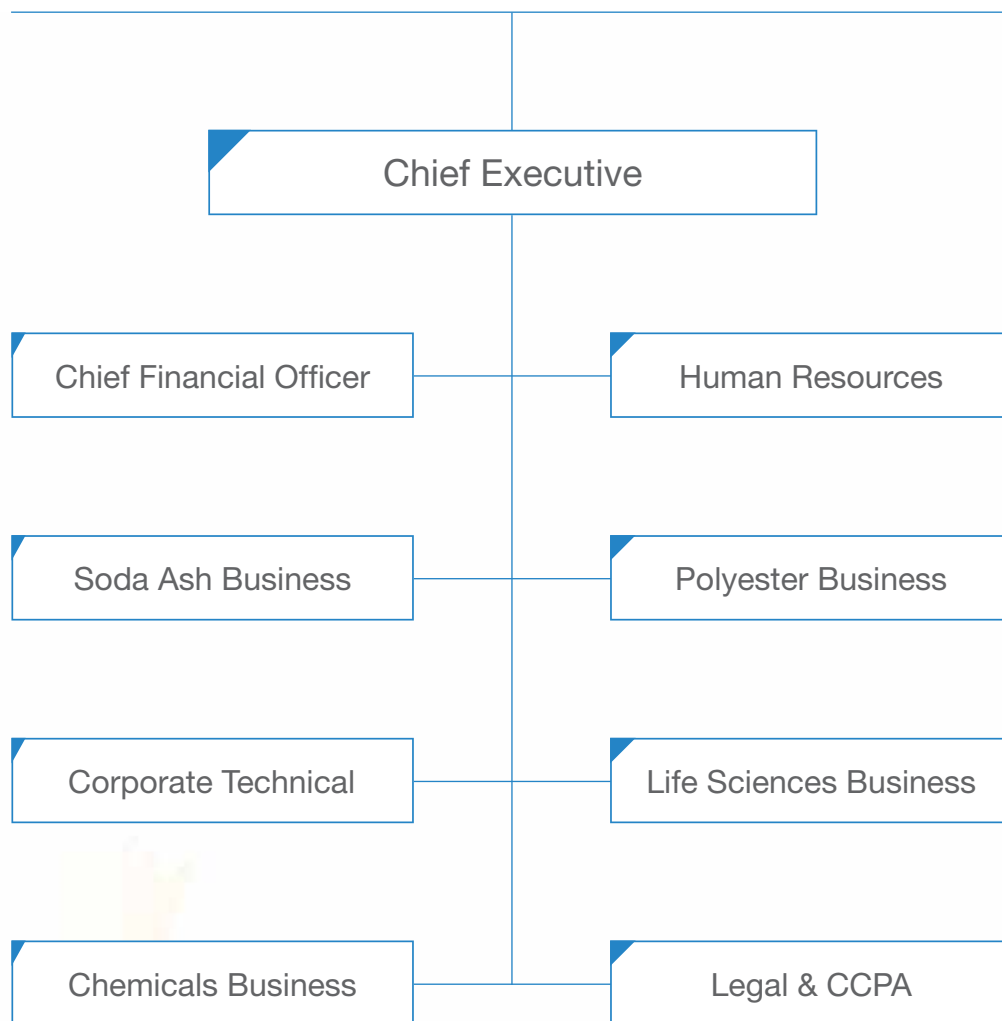 Chief Executive
Chief Financial Officer
Human Resources
Soda Ash Business
Polyester Business
Corporate Technical
Life Sciences Business
Chemicals Business
Legal & CCPA